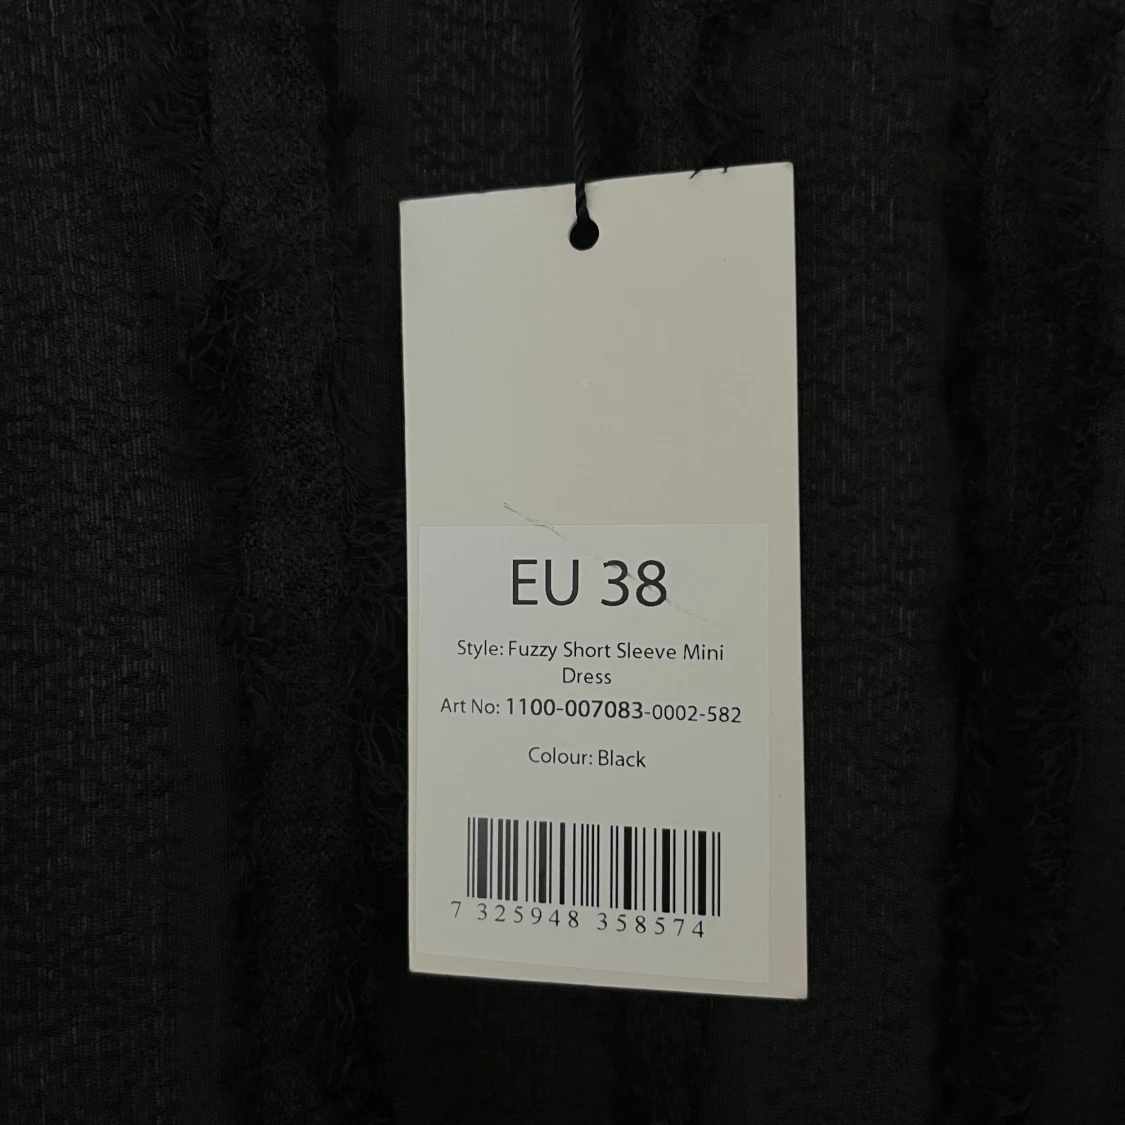 EU 38
Style: Fuzzy Short Sleeve Mini
Dress
Art No: 1100-007083-0002-582
Colour: Black
7 325948 358574